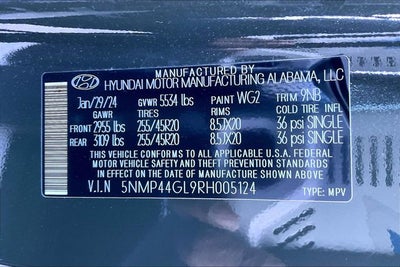 MANUFACTURED BY
HYUNDAI MOTOR MANUFACTURING ALABAMA, LLC
Jan/29/24 GVWR 5534 lbs PAINT WG2 TRIM 9NB
GAWR TIRES RIMS COLD TIRE INFL
FRONT 2955 lbs 255/45R20 8.5JX20 36 psi SINGLE
REAR 3109 lbs 255/45R20 8.5JX20 36 psi SINGLE
THIS VEHICLE CONFORMS TO ALL APPLICABLE U.S. FEDERAL MOTOR
VEHICLE SAFETY AND THEFT PREVENTION STANDARDS
IN EFFECT ON THE DATE OF MANUFACTURE SHOWN ABOVE
V.I.N 5NMP44GL9RH005124 TYPE: MPV